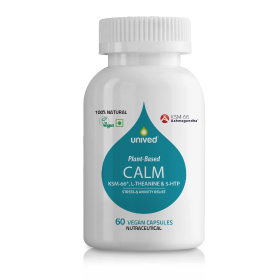 100% NATURAL
Vegan
KSM-66
Ashwagandha
unived
Plant-Based
CALM
KSM-66®, L-THEANINE & 5-HTP
STRESS & ANXIETY RELIEF
60 VEGAN CAPSULES
NUTRACEUTICAL